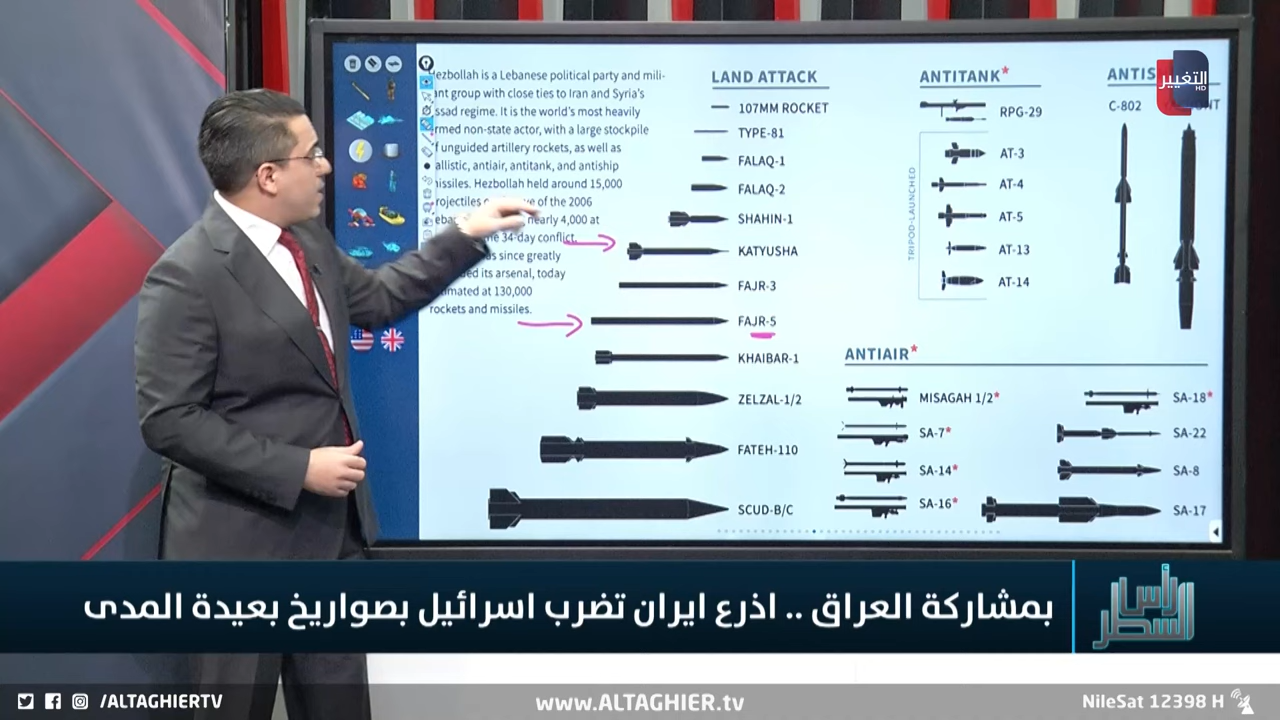 ezbollah is a Lebanese political party and mili-
ant group with close ties to Iran and Syria's
ssad regime. It is the world's most heavily
rmed non-state actor, with a large stockpile
f unguided artillery rockets, as well as
allistic, antiair, antitank, and antiship
missiles. Hezbollah held around 15,000
rojectiles of the 2006
nearly 4,000 at
34-day conflict.
s since greatly
ed its arsenal, today
mated at 130,000
rockets and missiles.
LAND ATTACK
107MM ROCKET
TYPE-81
FALAQ-1
FALAQ-2
SHAHIN-1
KATYUSHA
FAJR-3
FAJR-5
KHAIBAR-1
ZELZAL-1/2
FATEH-110
SCUD-B/C
ANTITANK*
RPG-29
TRIPOD-LAUNCHED
AT-3
AT-4
AT-5
AT-13
AT-14
ANTIS
C-802
NT
التغيير
HD
ANTIAIR*
MISAGAH 1/2*
SA-7*
SA-14*
SA-16*
SA-18*
SA-22
SA-8
SA-17
بمشاركة العراق .. اذرع ايران تضرب اسرائيل بصواريخ بعيدة المدى
رأس السطر
/ALTAGHIERTV
www.ALTAGHIER.tv
NileSat 12398 H